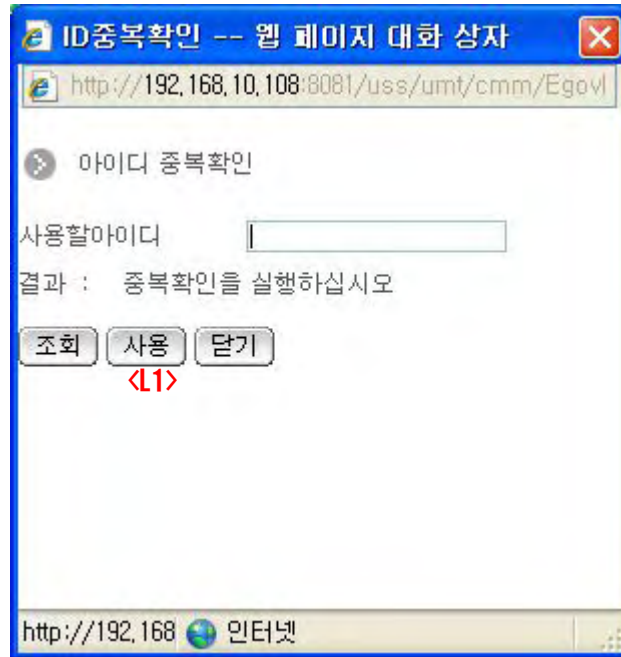 ID중복확인 -- 웹 페이지 대화 상자
http://192.168.10.108:8081/uss/umt/cmm/Egovl
아이디 중복확인
사용할아이디
결과 : 중복확인을 실행하십시오
조회 사용 닫기
<L1>
http://192.168 인터넷